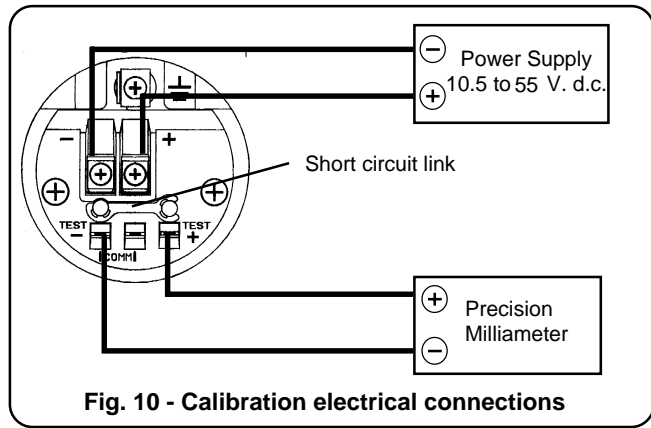 Power Supply
10.5 to 55 V. d.c.
− +
− +
Short circuit link
TEST − TEST +
COMM
+ Precision
Milliameter
−
Fig. 10 - Calibration electrical connections